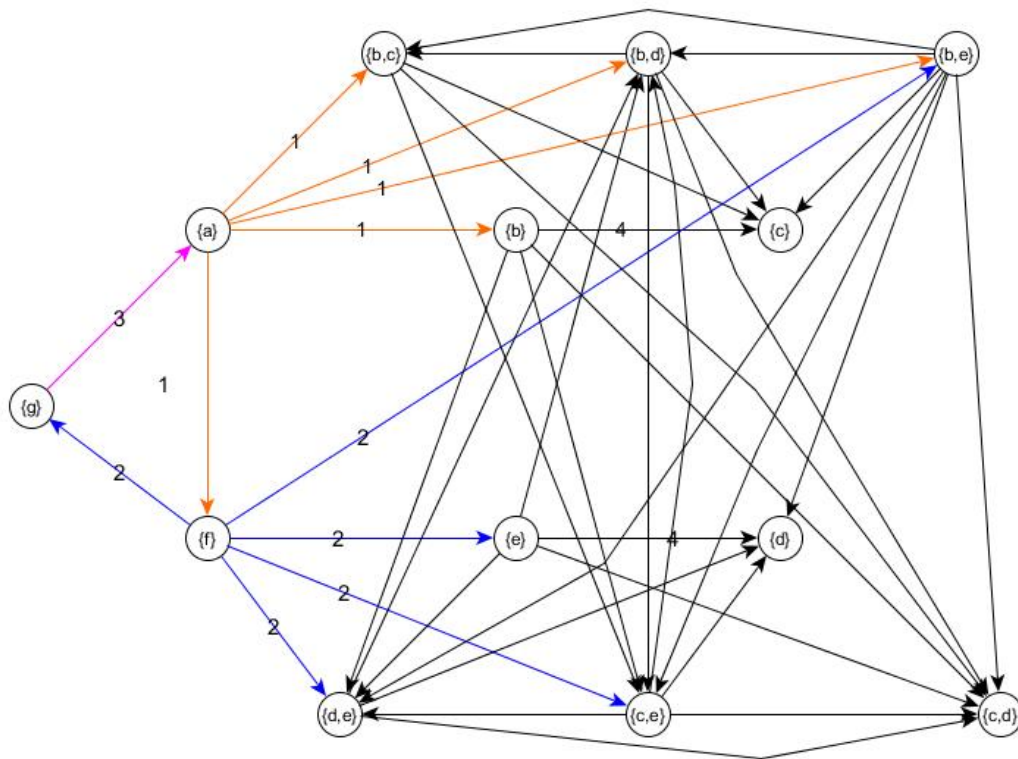 {b,c} {b,d} {b,e}
1
1
1
{a} 1 {b} 4 {c}
3
1
{g}
2
2
{f} 2 {e} 4 {d}
2
2
{d,e} {c,e} {c,d}